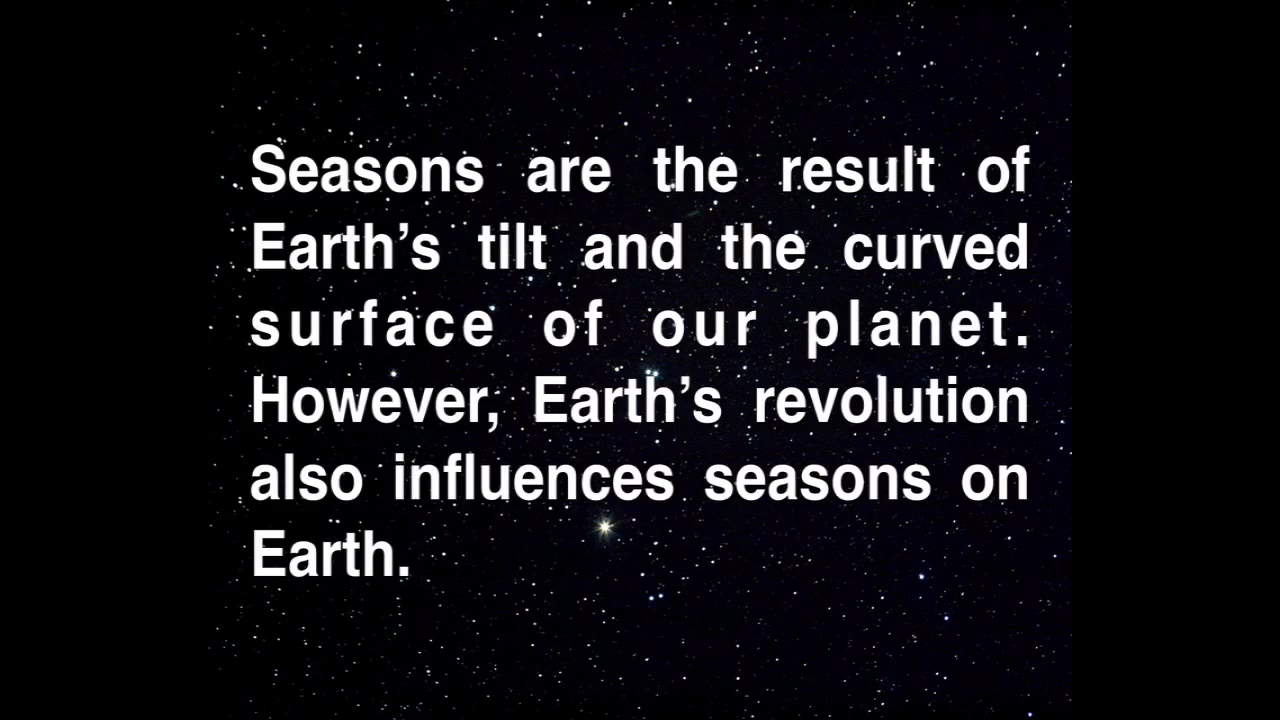 Seasons are the result of
Earth’s tilt and the curved
surface of our planet.
However, Earth’s revolution
also influences seasons on
Earth.